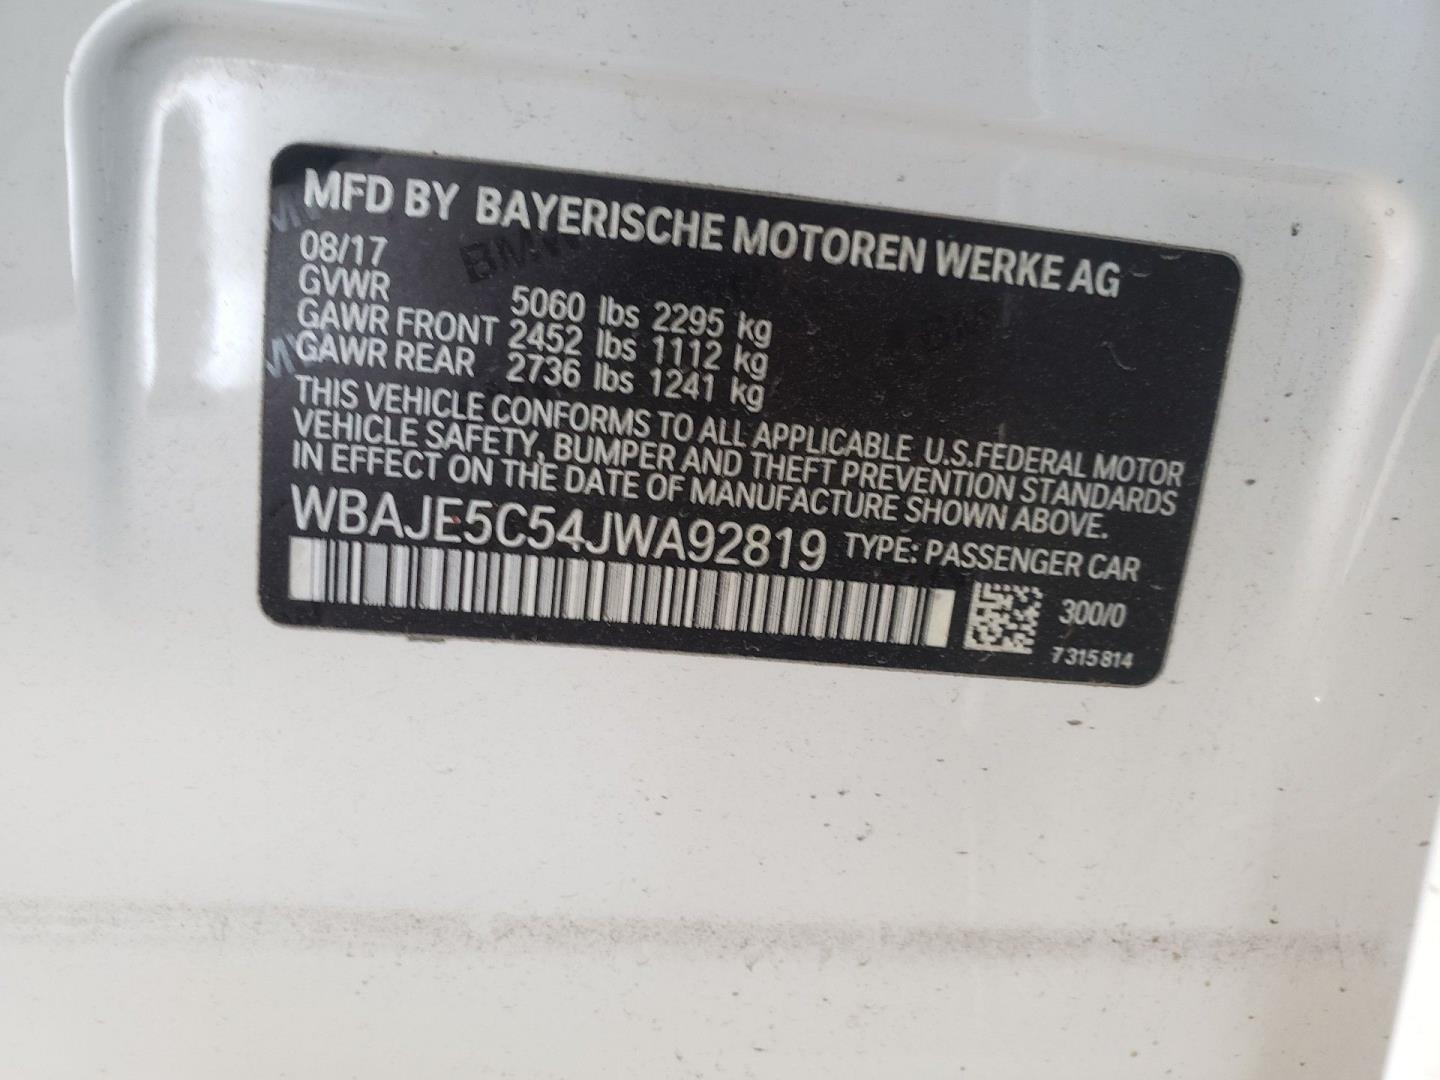 MFD BY BAYERISCHE MOTOREN WERKE AG
08/17
GVWR 5060 lbs 2295 kg
GAWR FRONT 2452 lbs 1112 kg
GAWR REAR 2736 lbs 1241 kg
THIS VEHICLE CONFORMS TO ALL APPLICABLE U.S.FEDERAL MOTOR
VEHICLE SAFETY, BUMPER AND THEFT PREVENTION STANDARDS
IN EFFECT ON THE DATE OF MANUFACTURE SHOWN ABOVE.
WBAJE5C54JWA92819 TYPE: PASSENGER CAR
300/0
7315814
BMW